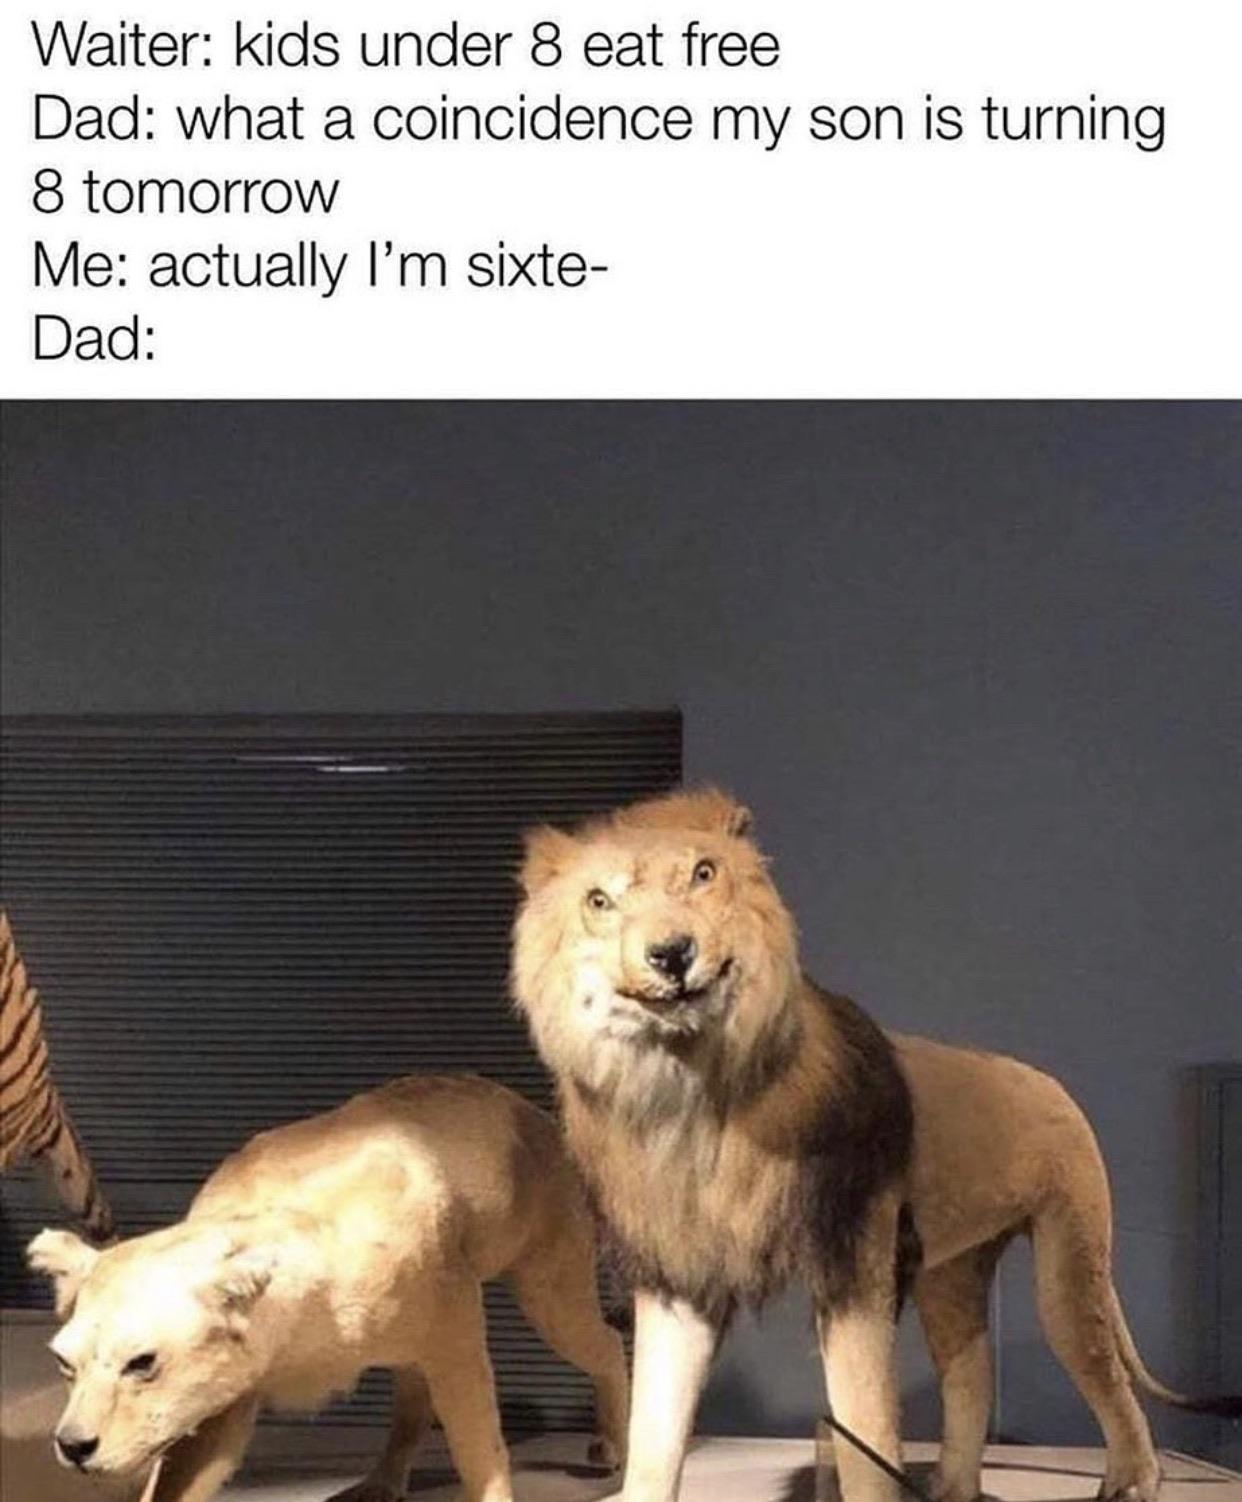 Waiter: kids under 8 eat free
Dad: what a coincidence my son is turning
8 tomorrow
Me: actually I’m sixte-
Dad: